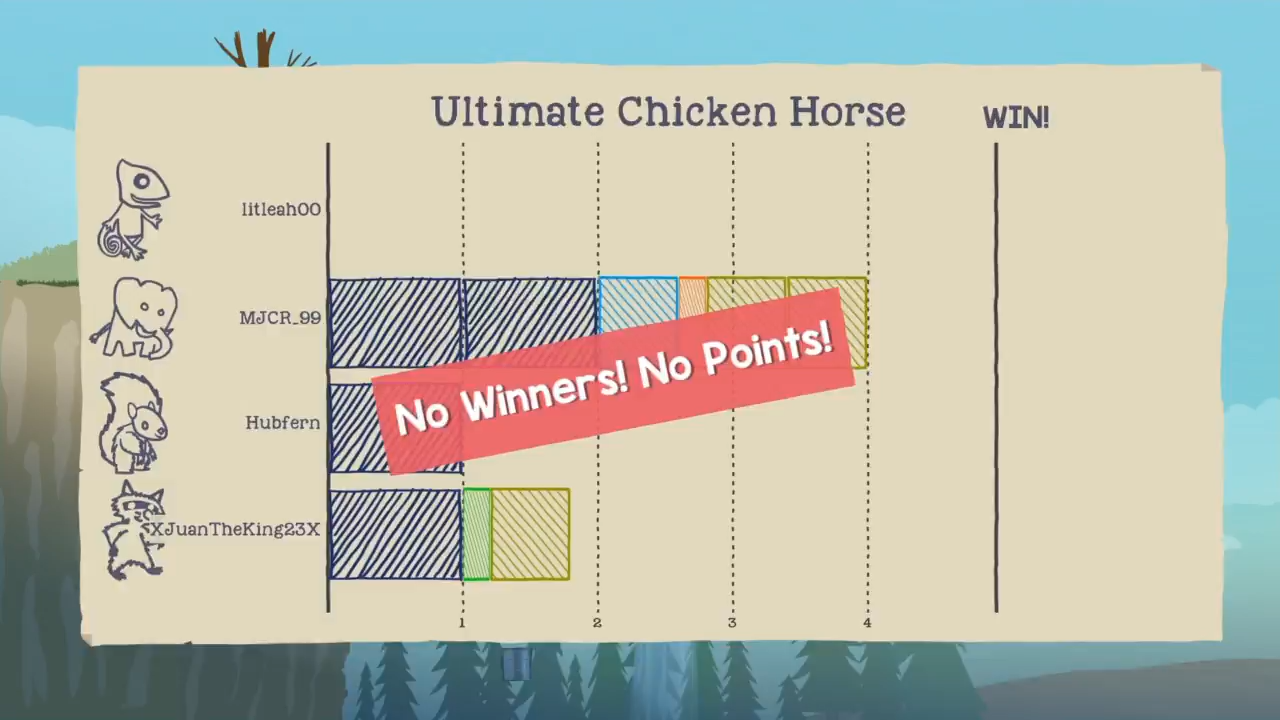 Ultimate Chicken Horse
WIN!
litleah00
MJCR_99
No Winners! No Points!
Hubfern
XJuanTheKing23X
1 2 3 4